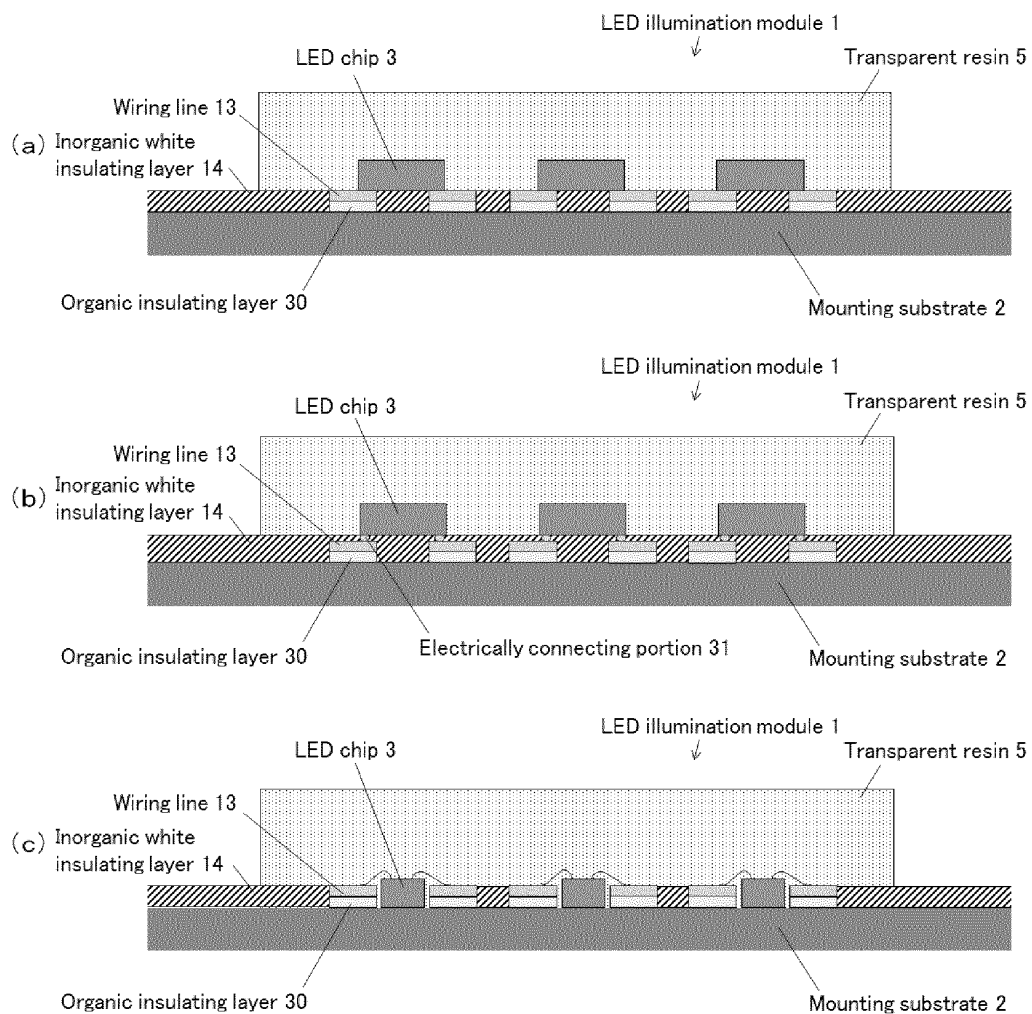 LED illumination module 1
LED chip 3
Transparent resin 5
Wiring line 13
(a) Inorganic white
insulating layer 14
Organic insulating layer 30
Mounting substrate 2
LED illumination module 1
LED chip 3
Transparent resin 5
Wiring line 13
(b) Inorganic white
insulating layer 14
Organic insulating layer 30
Electrically connecting portion 31
Mounting substrate 2
LED illumination module 1
LED chip 3
Transparent resin 5
Wiring line 13
(c) Inorganic white
insulating layer 14
Organic insulating layer 30
Mounting substrate 2